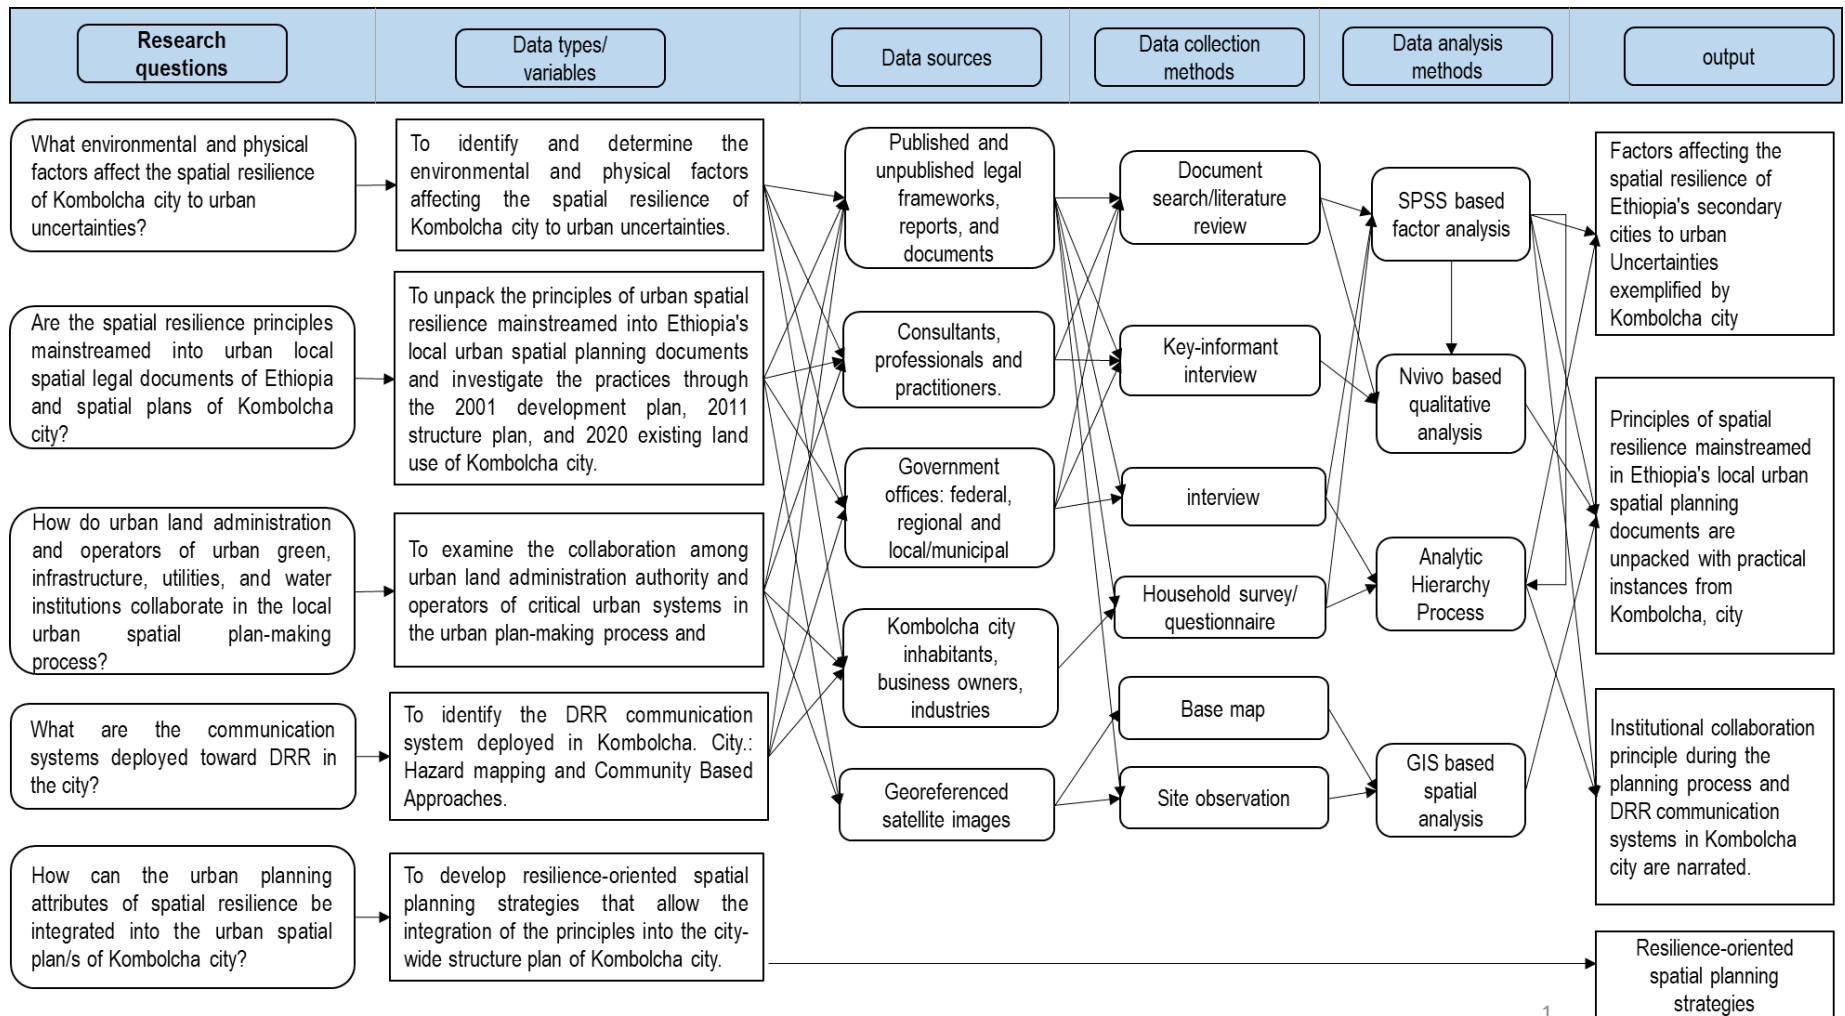 Research
questions
Data types/
variables
Data sources
Data collection
methods
Data analysis
methods
output
What environmental and physical
factors affect the spatial resilience
of Kombolcha city to urban
uncertainties?
To identify and determine the
environmental and physical factors
affecting the spatial resilience of
Kombolcha city to urban uncertainties.
Published and
unpublished legal
frameworks,
reports, and
documents
Document
search/literature
review
SPSS based
factor analysis
Factors affecting the
spatial resilience of
Ethiopia's secondary
cities to urban
Uncertainties
exemplified by
Kombolcha city
Are the spatial resilience principles
mainstreamed into urban local
spatial legal documents of Ethiopia
and spatial plans of Kombolcha
city?
To unpack the principles of urban spatial
resilience mainstreamed into Ethiopia's
local urban spatial planning documents
and investigate the practices through
the 2001 development plan, 2011
structure plan, and 2020 existing land
use of Kombolcha city.
Consultants,
professionals and
practitioners.
Key-informant
interview
Nvivo based
qualitative
analysis
Principles of spatial
resilience mainstreamed
in Ethiopia's local urban
spatial planning
documents are
unpacked with practical
instances from
Kombolcha, city
Government
offices: federal,
regional and
local/municipal
interview
How do urban land administration
and operators of urban green,
infrastructure, utilities, and water
institutions collaborate in the local
urban spatial plan-making
process?
To examine the collaboration among
urban land administration authority and
operators of critical urban systems in
the urban plan-making process and
Household survey/
questionnaire
Analytic
Hierarchy
Process
Kombolcha city
inhabitants,
business owners,
industries
What are the communication
systems deployed toward DRR in
the city?
To identify the DRR communication
system deployed in Kombolcha. City.:
Hazard mapping and Community Based
Approaches.
Base map
Georeferenced
satellite images
Site observation
GIS based
spatial
analysis
Institutional collaboration
principle during the
planning process and
DRR communication
systems in Kombolcha
city are narrated.
How can the urban planning
attributes of spatial resilience be
integrated into the urban spatial
plan/s of Kombolcha city?
To develop resilience-oriented spatial
planning strategies that allow the
integration of the principles into the city-
wide structure plan of Kombolcha city.
Resilience-oriented
spatial planning
strategies
1